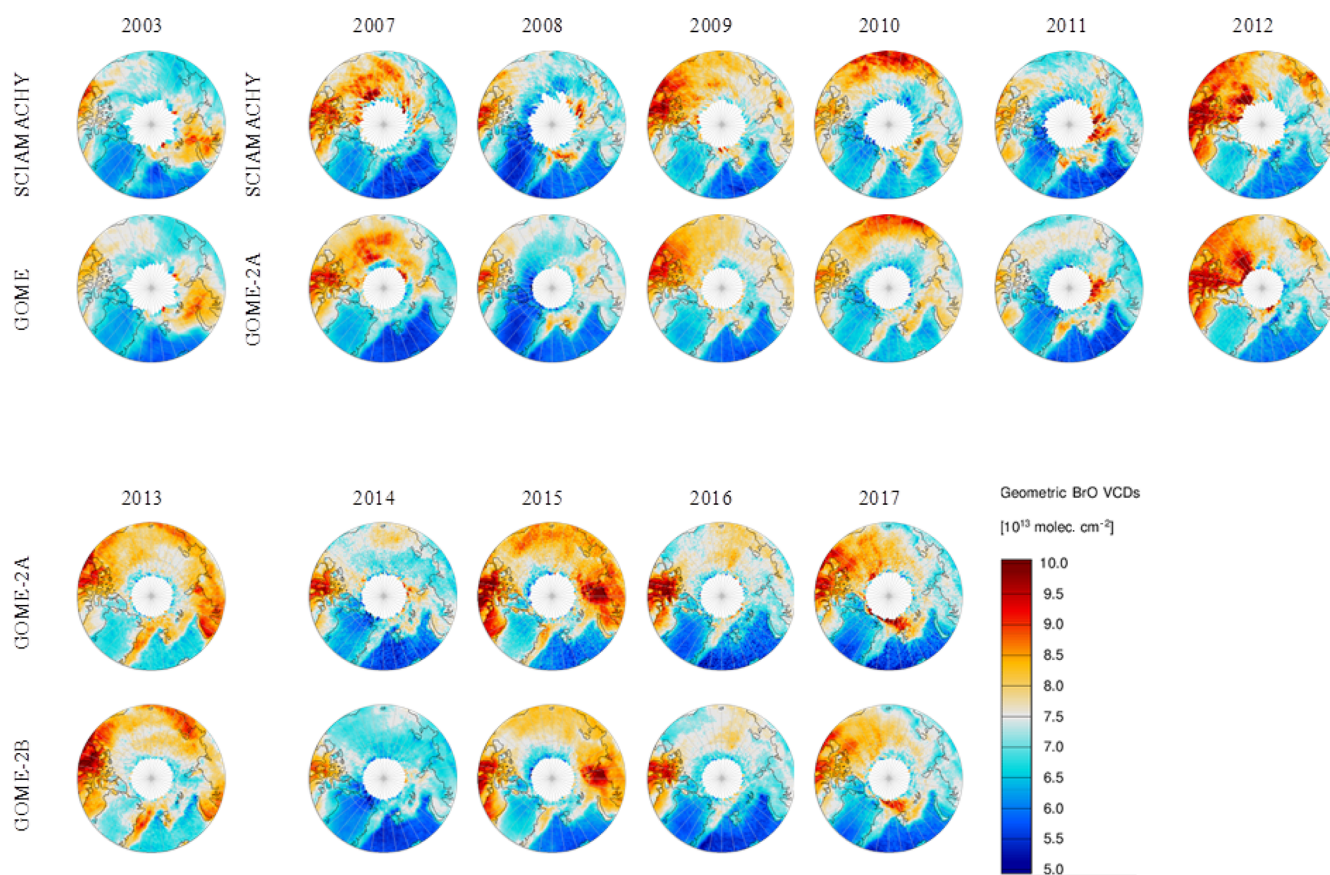 2003 2007 2008 2009 2010 2011 2012
SCIAMACHY SCIAMACHY
GOME GOME-2A
2013 2014 2015 2016 2017
GOME-2A
GOME-2B
Geometric BrO VCDs
[10¹³ molec. cm⁻²]
10.0
9.5
9.0
8.5
8.0
7.5
7.0
6.5
6.0
5.5
5.0